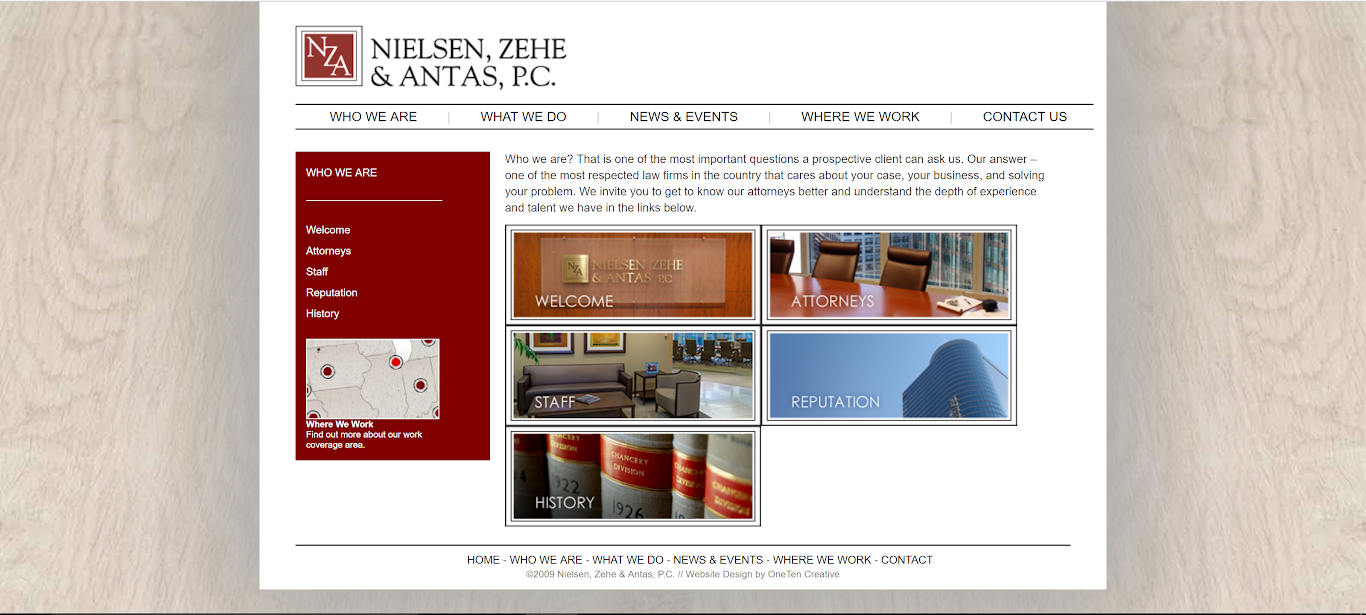 NZA
NIELSEN, ZEHE
& ANTAS, P.C.
WHO WE ARE | WHAT WE DO | NEWS & EVENTS | WHERE WE WORK | CONTACT US
WHO WE ARE
Welcome
Attorneys
Staff
Reputation
History
Where We Work
Find out more about our work
coverage area.
Who we are? That is one of the most important questions a prospective client can ask us. Our answer –
one of the most respected law firms in the country that cares about your case, your business, and solving
your problem. We invite you to get to know our attorneys better and understand the depth of experience
and talent we have in the links below.
NZA
NIELSEN ZEHE
& ANTAS P.C.
WELCOME
ATTORNEYS
STAFF
REPUTATION
CHANCERY
DIVISION
1926
HISTORY
HOME - WHO WE ARE - WHAT WE DO - NEWS & EVENTS - WHERE WE WORK - CONTACT
©2009 Nielsen, Zehe & Antas, P.C. // Website Design by OneTen Creative